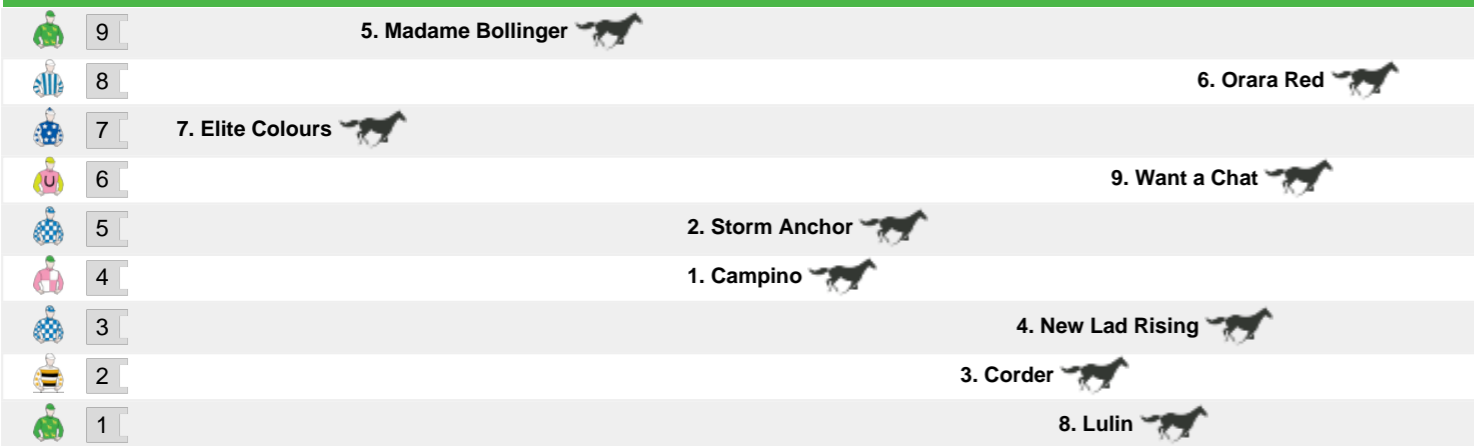 9 5. Madame Bollinger
8 6. Orara Red
7 7. Elite Colours
6 U 9. Want a Chat
5 2. Storm Anchor
4 1. Campino
3 4. New Lad Rising
2 3. Corder
1 8. Lulin